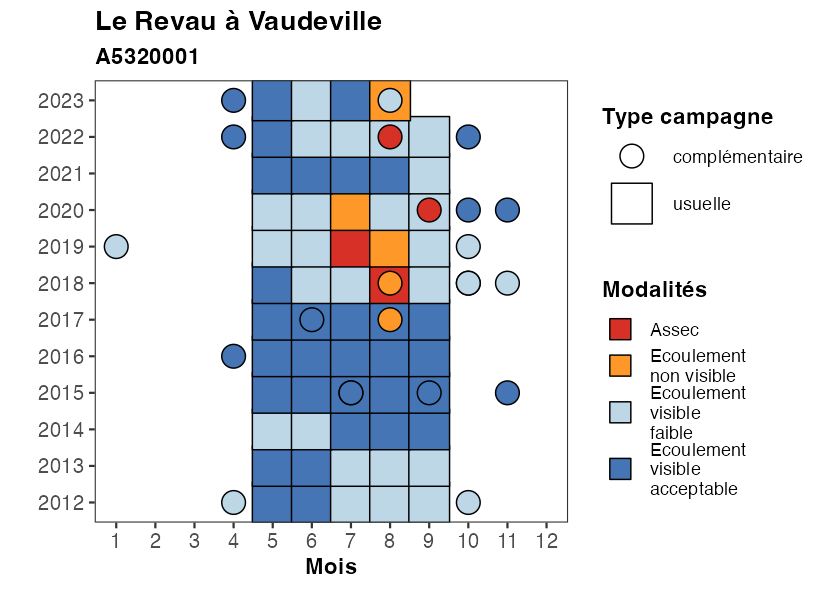 Le Revau à Vaudeville
A5320001
2023
2022
2021
2020
2019
2018
2017
2016
2015
2014
2013
2012
1 2 3 4 5 6 7 8 9 10 11 12
Mois
Type campagne
complémentaire
usuelle
Modalités
Assec
Ecoulement
non visible
Ecoulement
visible
faible
Ecoulement
visible
acceptable